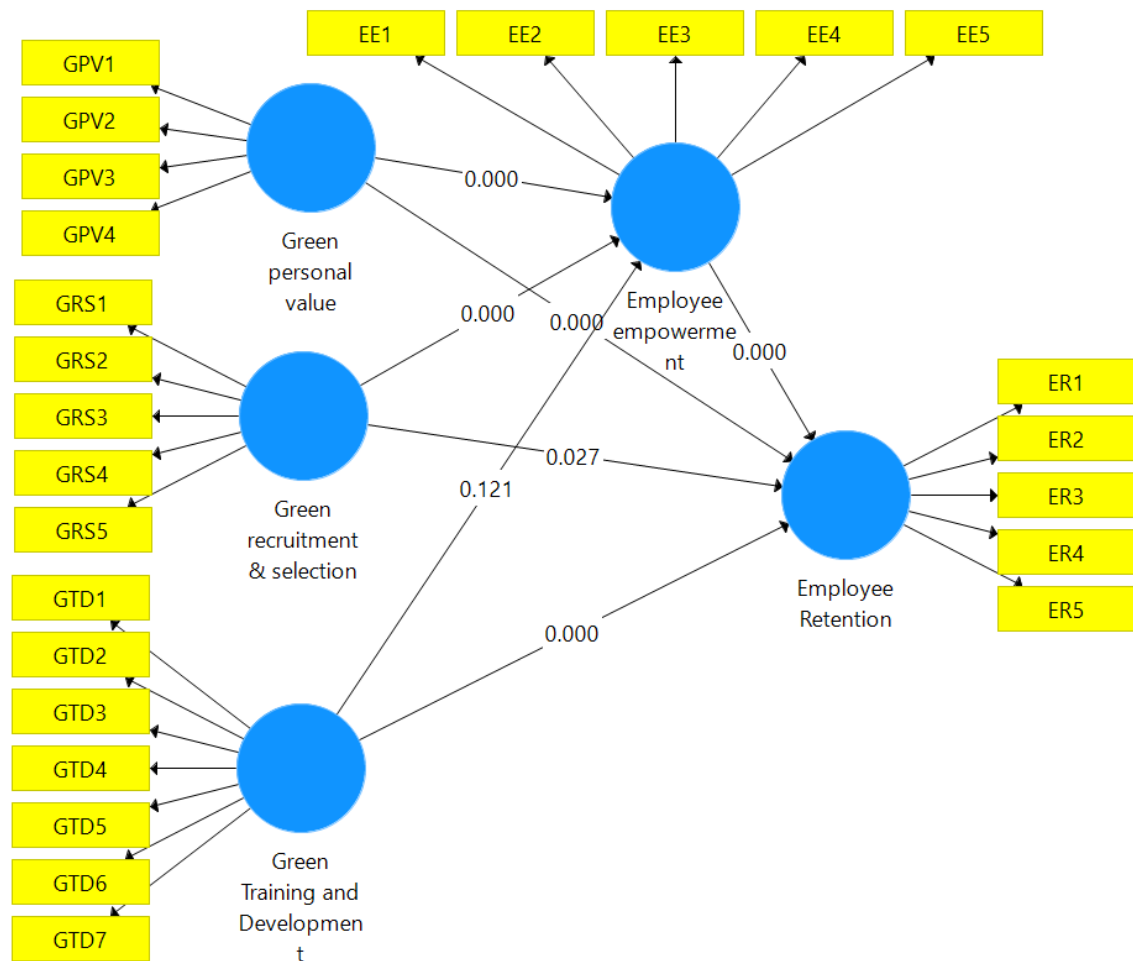 EE1
EE2
EE3
EE4
EE5
GPV1
GPV2
GPV3
GPV4
Green
personal
value
0.000
0.000
0.000
Employee
empowerme
nt
0.000
GRS1
GRS2
GRS3
GRS4
GRS5
Green
recruitment
& selection
0.027
0.121
ER1
ER2
ER3
ER4
ER5
Employee
Retention
GTD1
GTD2
GTD3
GTD4
GTD5
GTD6
GTD7
0.000
Green
Training and
Developmen
t